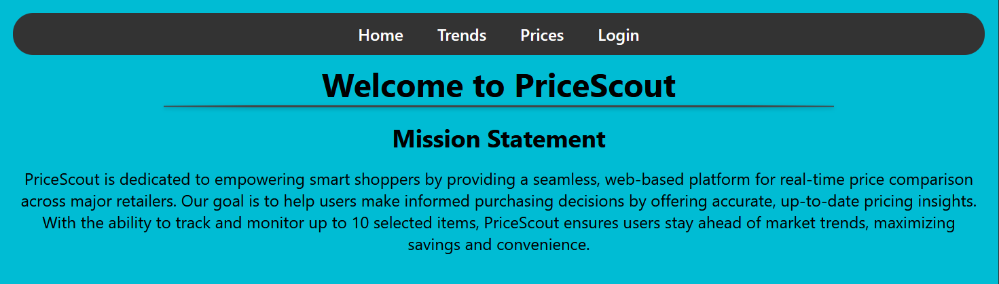 Home Trends Prices Login
Welcome to PriceScout
Mission Statement
PriceScout is dedicated to empowering smart shoppers by providing a seamless, web-based platform for real-time price comparison
across major retailers. Our goal is to help users make informed purchasing decisions by offering accurate, up-to-date pricing insights.
With the ability to track and monitor up to 10 selected items, PriceScout ensures users stay ahead of market trends, maximizing
savings and convenience.